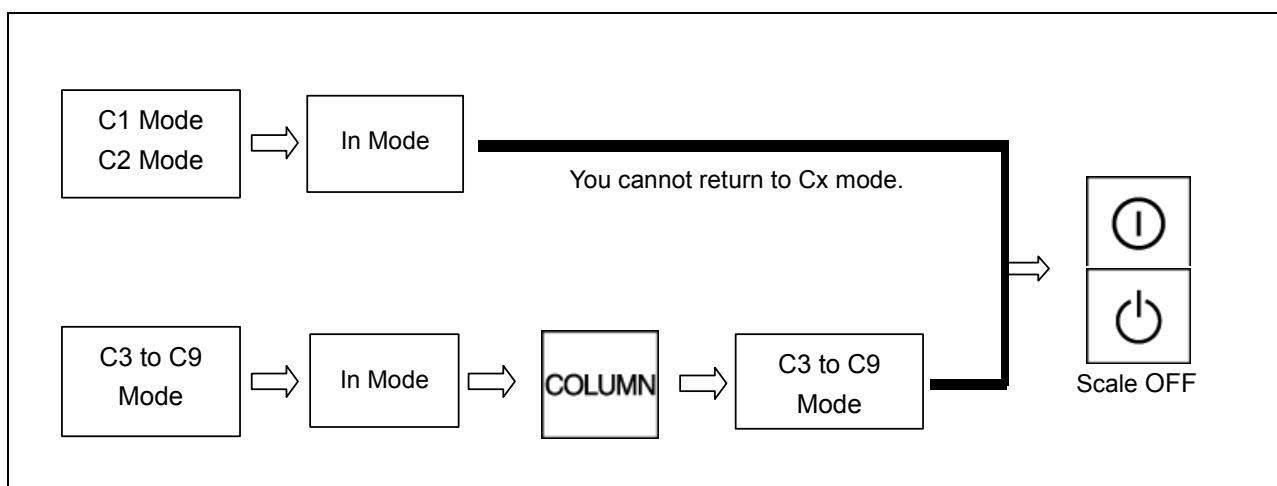 C1 Mode
C2 Mode
In Mode
You cannot return to Cx mode.
C3 to C9
Mode
In Mode
COLUMN
C3 to C9
Mode
Scale OFF